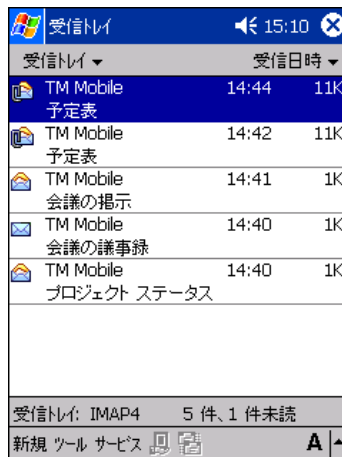 受信トレイ 15:10
受信トレイ 受信日時
TM Mobile 14:44 11K
予定表
TM Mobile 14:42 11K
予定表
TM Mobile 14:41 1K
会議の掲示
TM Mobile 14:40 1K
会議の議事録
TM Mobile 14:40 1K
プロジェクト ステータス
受信トレイ: IMAP4 5 件、1 件未読
新規 ツール サービス A